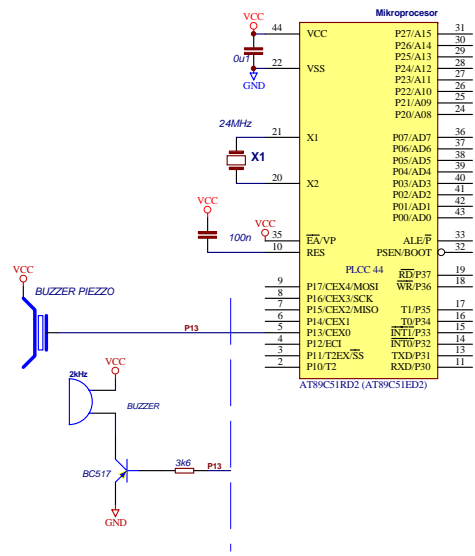 Mikroprocesor
VCC
44 VCC P27/A15 31
P26/A14 30
P25/A13 29
0u1 22 VSS P24/A12 28
P23/A11 27
GND P22/A10 26
P21/A09 25
P20/A08 24
24MHz
21 X1 P07/AD7 36
P06/AD6 37
X1 P05/AD5 38
P04/AD4 39
20 X2 P03/AD3 40
P02/AD2 41
VCC P01/AD1 42
P00/AD0 43
VCC
100n 35 EA/VP ALE/P 33
10 RES PSEN/BOOT 32
PLCC 44
VCC RD/P37 19
9 P17/CEX4/MOSI WR/P36 18
BUZZER PIEZZO 8 P16/CEX3/SCK
7 P15/CEX2/MISO T1/P35 17
6 P14/CEX1 T0/P34 16
P13 5 P13/CEX0 INT1/P33 15
4 P12/ECI INT0/P32 14
3 P11/T2EX/SS TXD/P31 13
2 P10/T2 RXD/P30 11
VCC
2kHz AT89C51RD2 (AT89C51ED2)
BUZZER
3k6 P13
BC517
GND